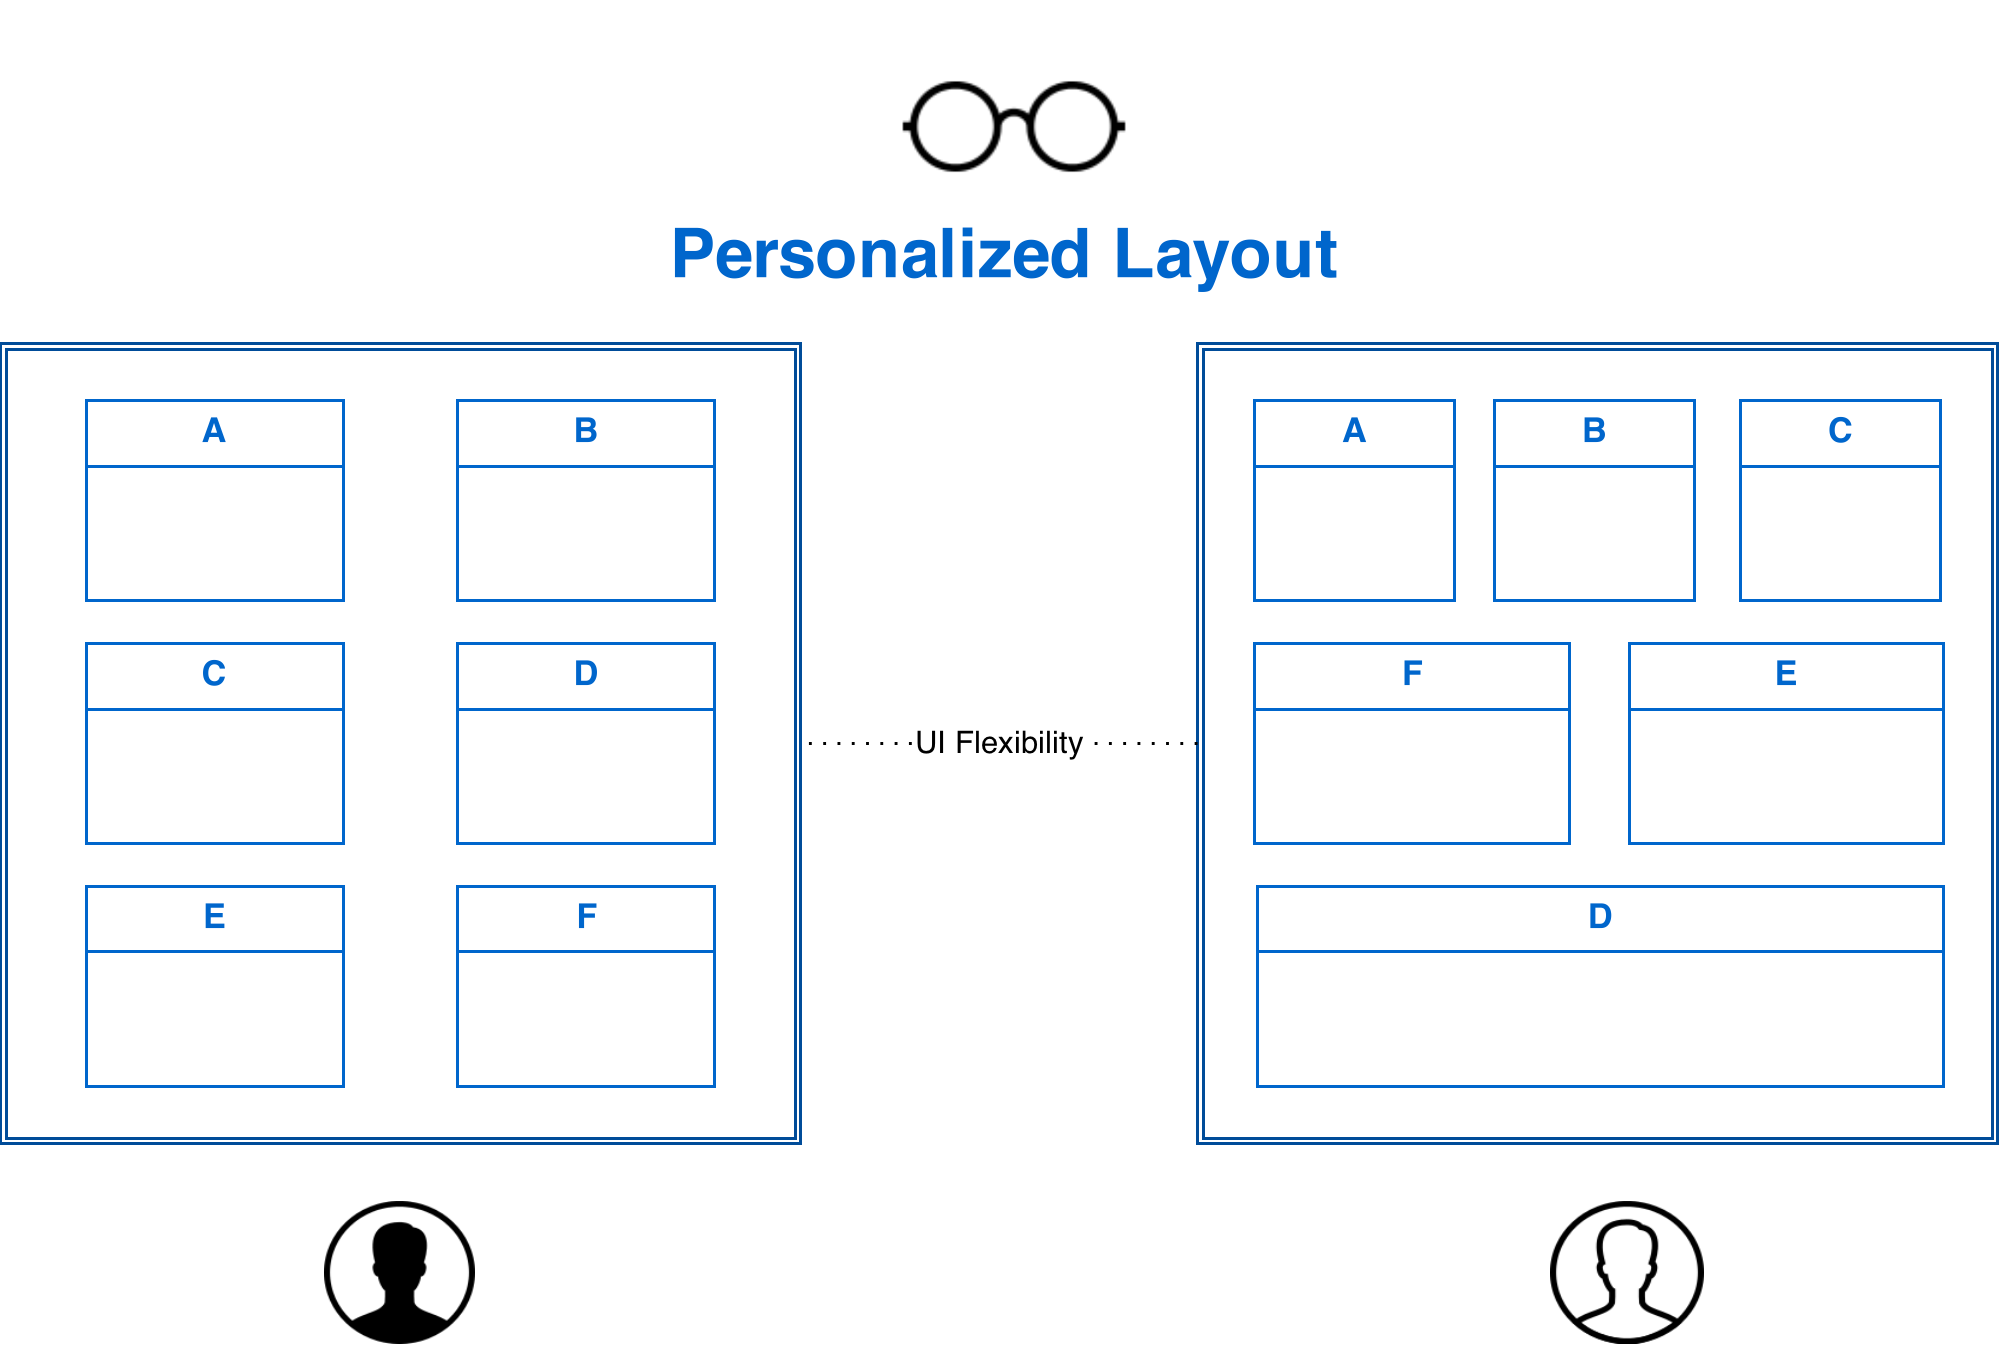 Personalized Layout
A B
C D
E F
UI Flexibility
A B C
F E
D